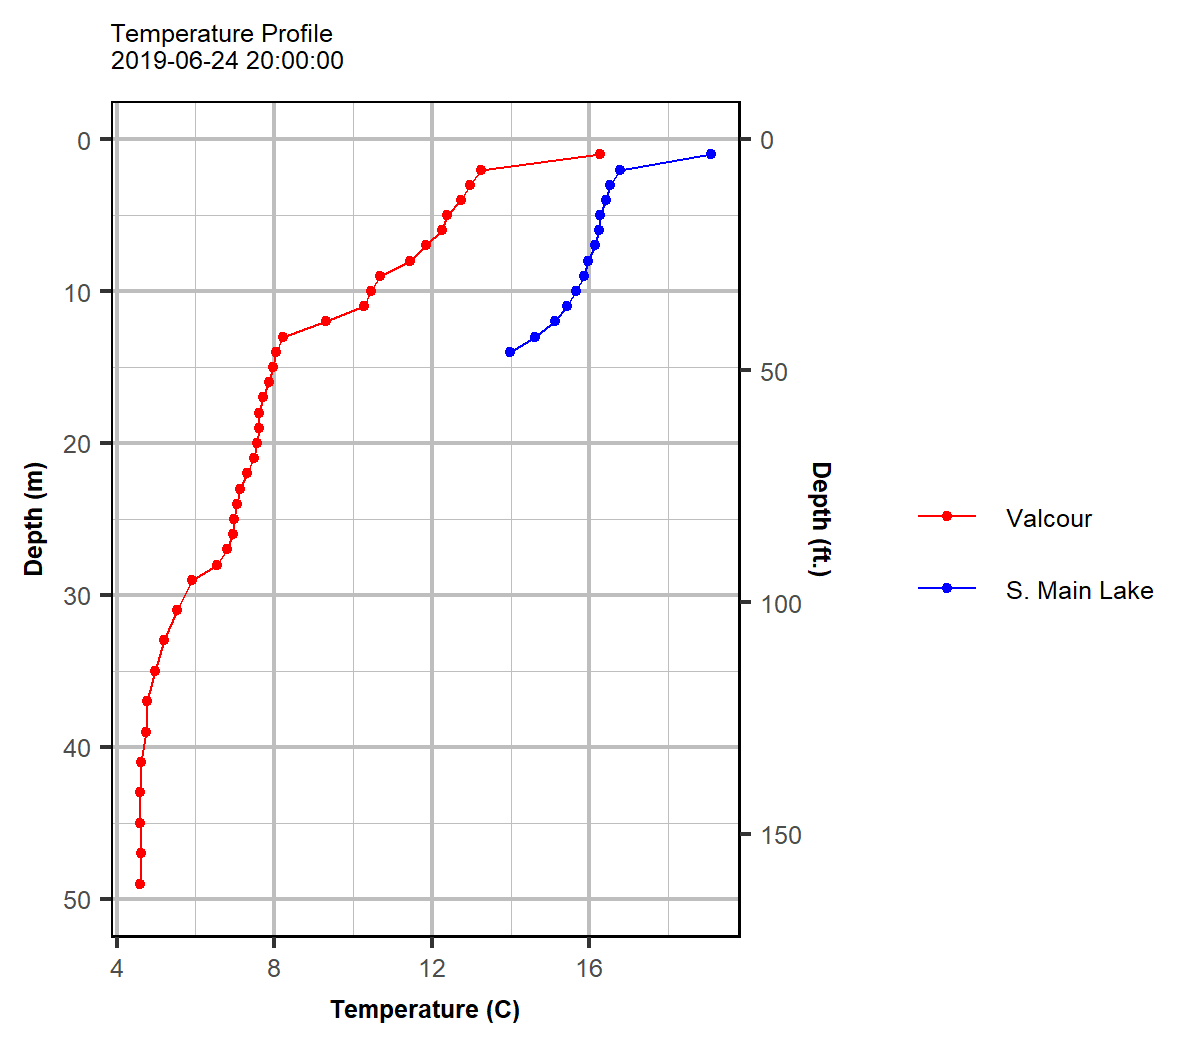 Temperature Profile
2019-06-24 20:00:00
0
10
20
30
40
50
Depth (m)
0
50
100
150
Depth (ft.)
4
8
12
16
Temperature (C)
Valcour
S. Main Lake